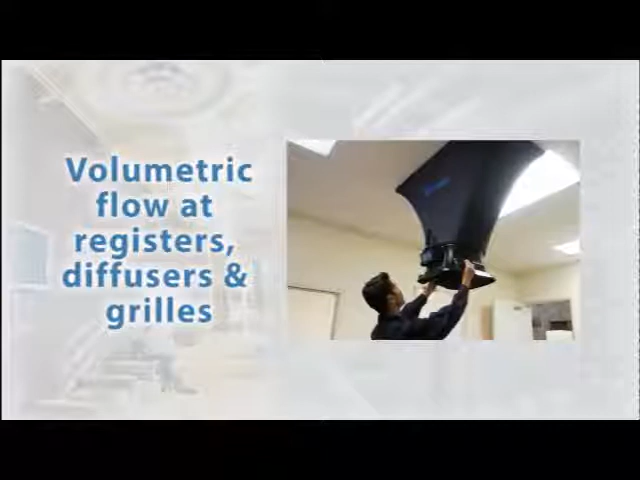 Volumetric
flow at
registers,
diffusers &
grilles